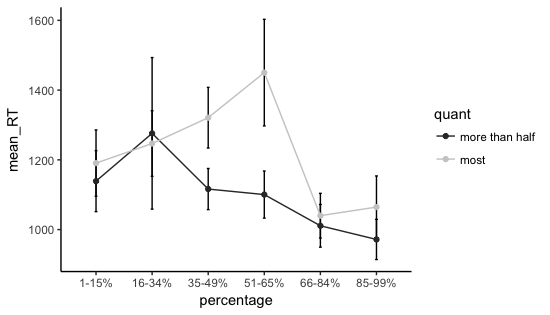 1600
1400
1200
1000
mean_RT
1-15%
16-34%
35-49%
51-65%
66-84%
85-99%
percentage
quant
more than half
most